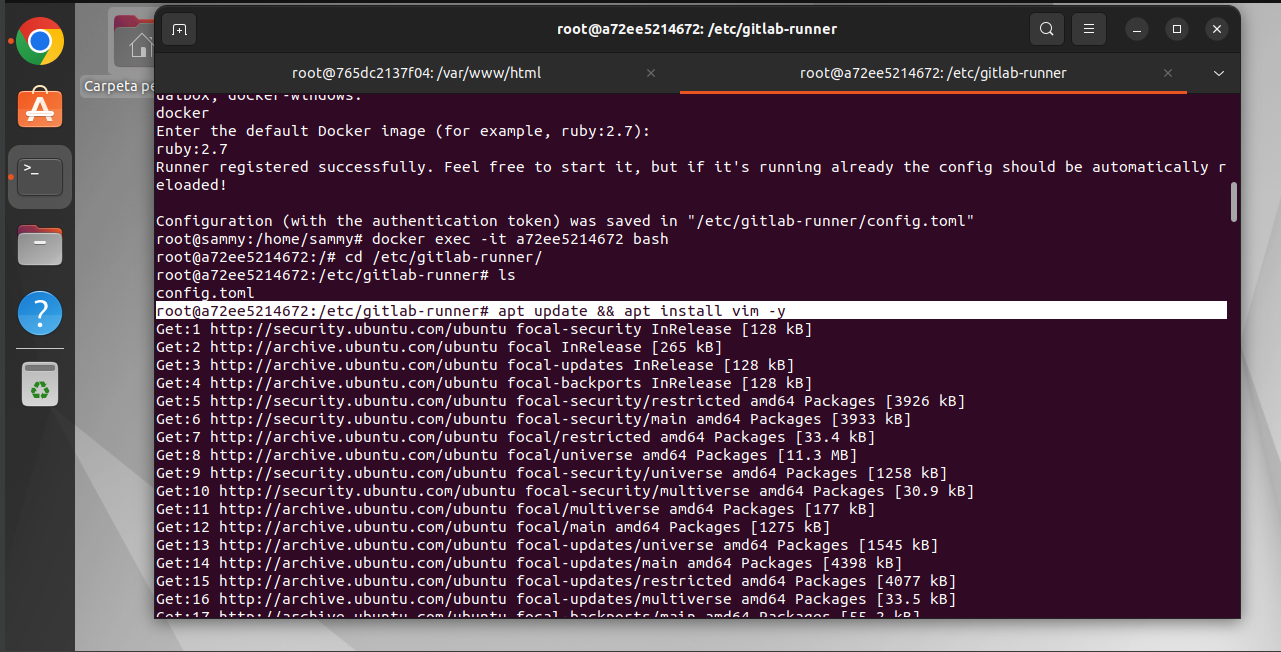 root@a72ee5214672: /etc/gitlab-runner
root@765dc2137f04: /var/www/html
root@a72ee5214672: /etc/gitlab-runner
Carpeta pe
ualbox, docker-windows:
docker
Enter the default Docker image (for example, ruby:2.7):
ruby:2.7
Runner registered successfully. Feel free to start it, but if it's running already the config should be automatically r
eloaded!
Configuration (with the authentication token) was saved in "/etc/gitlab-runner/config.toml"
root@sammy:/home/sammy# docker exec -it a72ee5214672 bash
root@a72ee5214672:/# cd /etc/gitlab-runner/
root@a72ee5214672:/etc/gitlab-runner# ls
config.toml
root@a72ee5214672:/etc/gitlab-runner# apt update && apt install vim -y
Get:1 http://security.ubuntu.com/ubuntu focal-security InRelease [128 kB]
Get:2 http://archive.ubuntu.com/ubuntu focal InRelease [265 kB]
Get:3 http://archive.ubuntu.com/ubuntu focal-updates InRelease [128 kB]
Get:4 http://archive.ubuntu.com/ubuntu focal-backports InRelease [128 kB]
Get:5 http://security.ubuntu.com/ubuntu focal-security/restricted amd64 Packages [3926 kB]
Get:6 http://security.ubuntu.com/ubuntu focal-security/main amd64 Packages [3933 kB]
Get:7 http://archive.ubuntu.com/ubuntu focal/restricted amd64 Packages [33.4 kB]
Get:8 http://archive.ubuntu.com/ubuntu focal/universe amd64 Packages [11.3 MB]
Get:9 http://security.ubuntu.com/ubuntu focal-security/universe amd64 Packages [1258 kB]
Get:10 http://security.ubuntu.com/ubuntu focal-security/multiverse amd64 Packages [30.9 kB]
Get:11 http://archive.ubuntu.com/ubuntu focal/multiverse amd64 Packages [177 kB]
Get:12 http://archive.ubuntu.com/ubuntu focal/main amd64 Packages [1275 kB]
Get:13 http://archive.ubuntu.com/ubuntu focal-updates/universe amd64 Packages [1545 kB]
Get:14 http://archive.ubuntu.com/ubuntu focal-updates/main amd64 Packages [4398 kB]
Get:15 http://archive.ubuntu.com/ubuntu focal-updates/restricted amd64 Packages [4077 kB]
Get:16 http://archive.ubuntu.com/ubuntu focal-updates/multiverse amd64 Packages [33.5 kB]
Get:17 http://archive.ubuntu.com/ubuntu focal-backports/main amd64 Packages [55.2 kB]